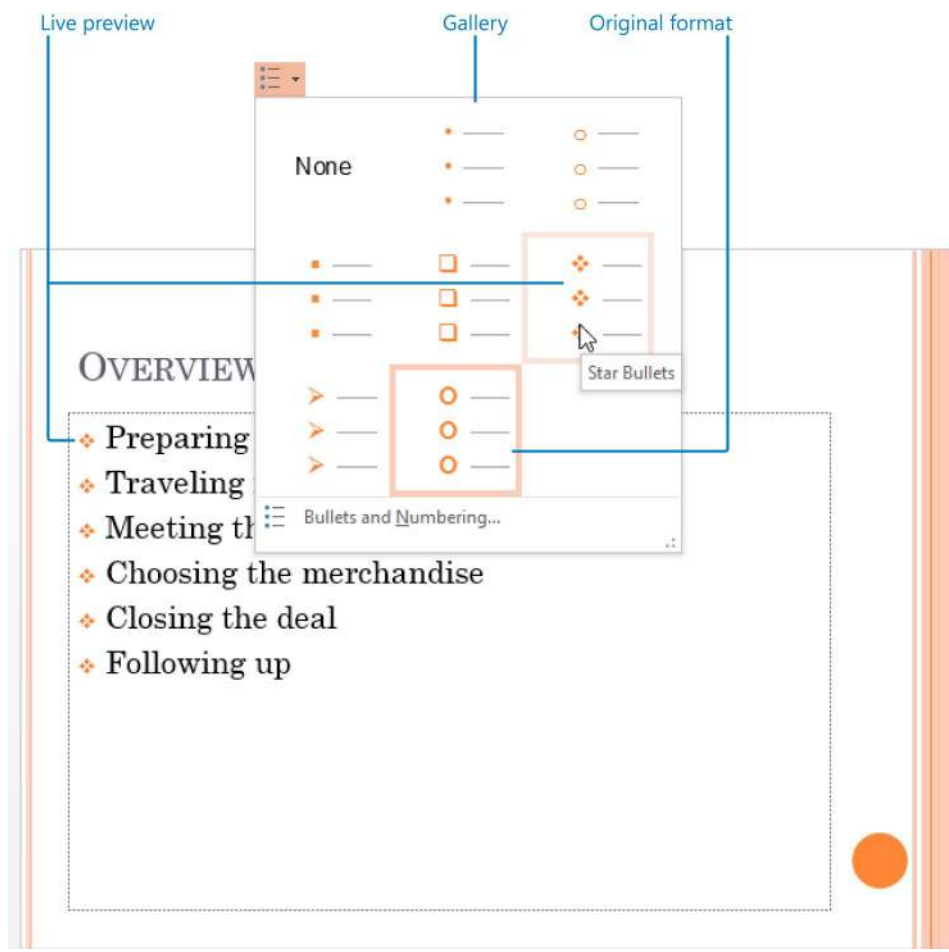 Live preview
Gallery
Original format
None
Star Bullets
OVERVIEW
Preparing
Traveling
Meeting th
Bullets and Numbering...
Choosing the merchandise
Closing the deal
Following up